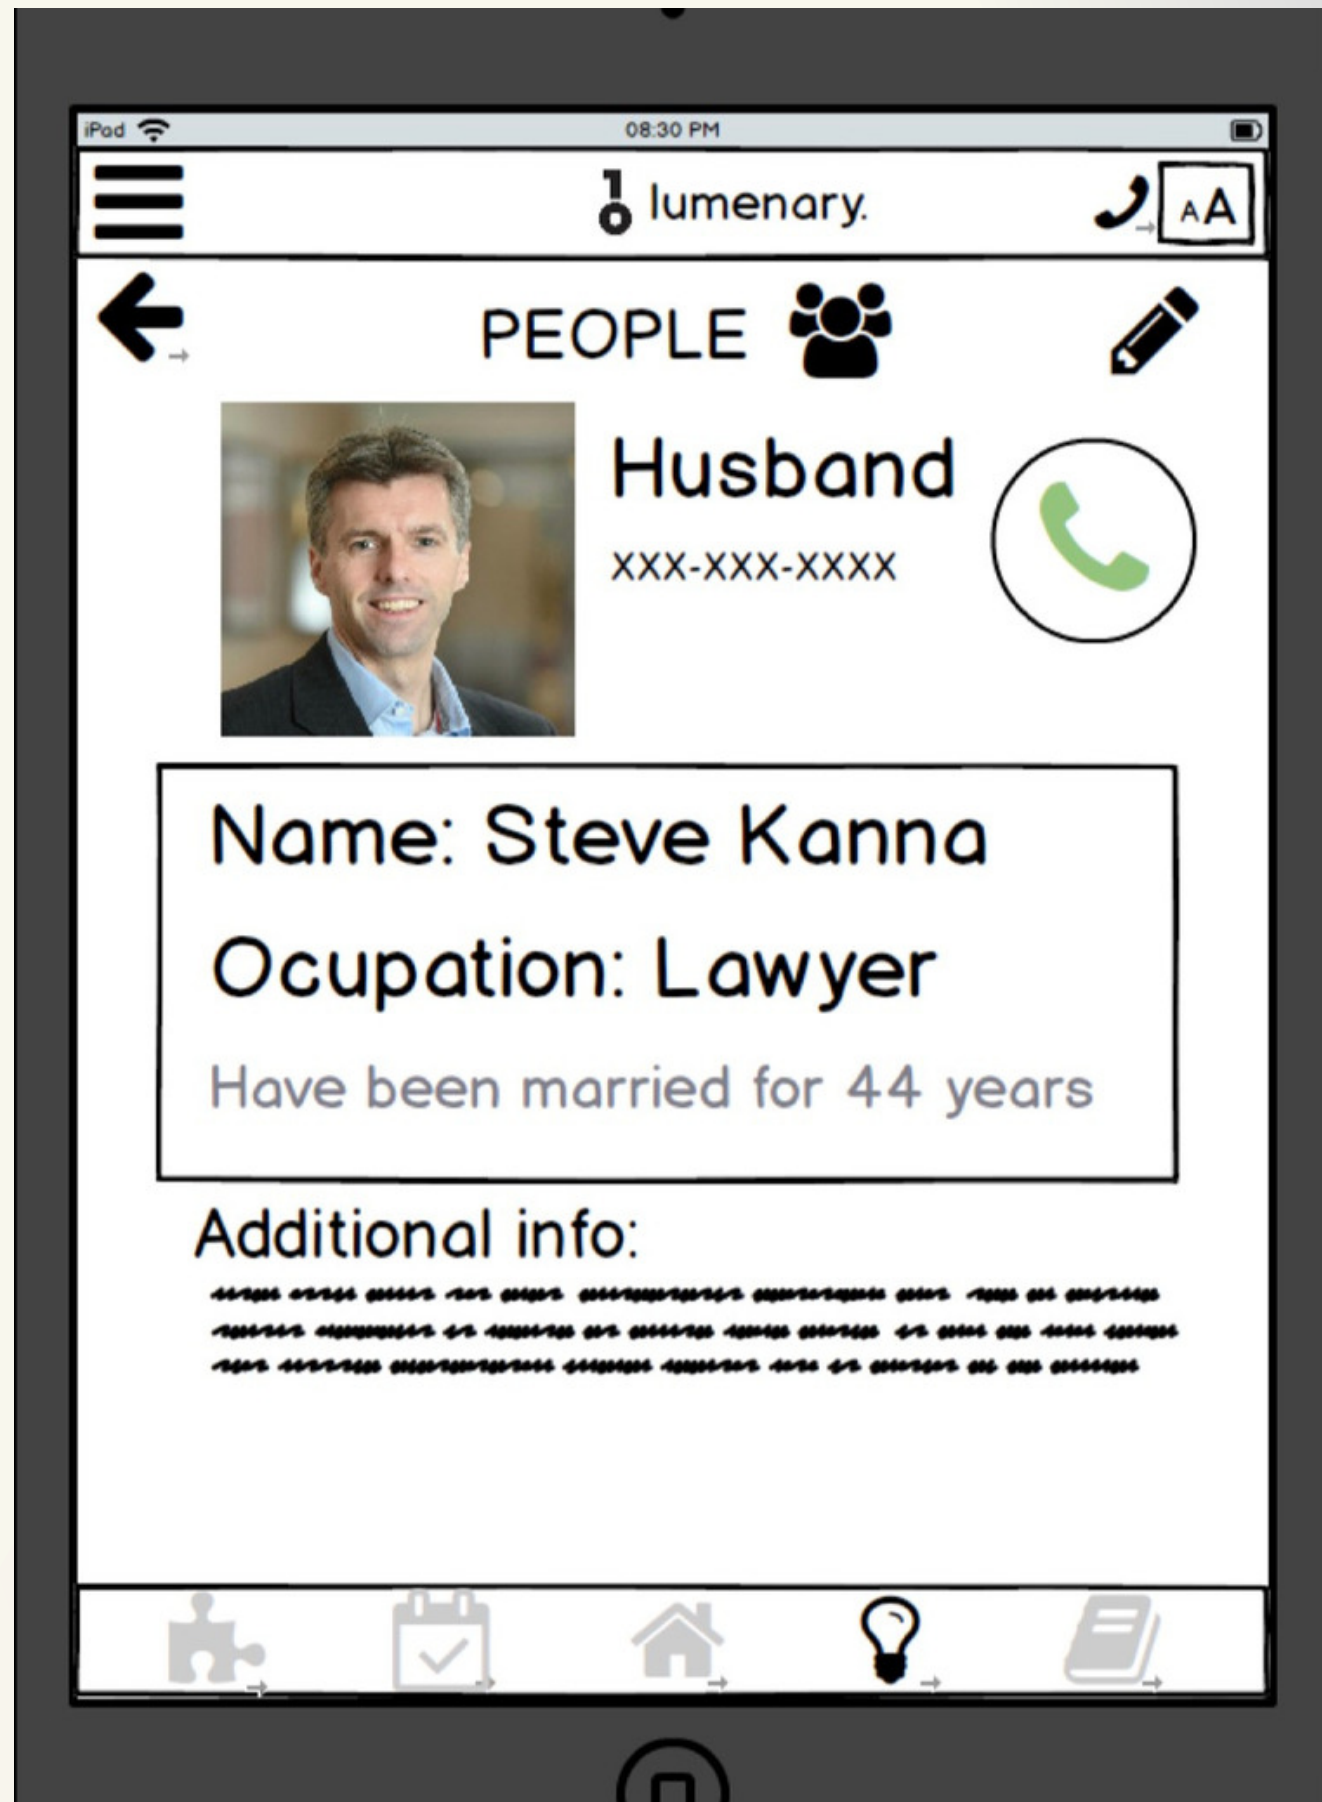 iPad
08:30 PM
lumenary.
AA
PEOPLE
Husband
XXX-XXX-XXXX
Name: Steve Kanna
Ocupation: Lawyer
Have been married for 44 years
Additional info: